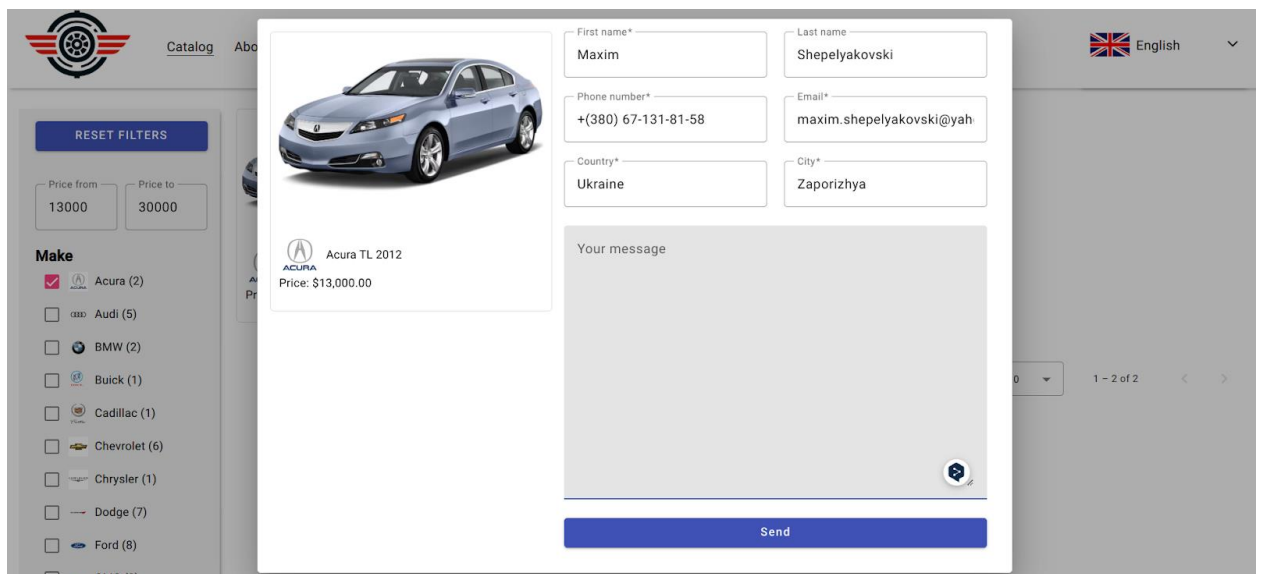 Catalog
Abo
English
RESET FILTERS
Price from
13000
Price to
30000
Make
Acura (2)
Audi (5)
BMW (2)
Buick (1)
Cadillac (1)
Chevrolet (6)
Chrysler (1)
Dodge (7)
Ford (8)
Pr
ACURA
Acura TL 2012
Price: $13,000.00
First name*
Maxim
Last name
Shepelyakovski
Phone number*
+(380) 67-131-81-58
Email*
maxim.shepelyakovski@yah
Country*
Ukraine
City*
Zaporizhya
Your message
Send
0
1 – 2 of 2